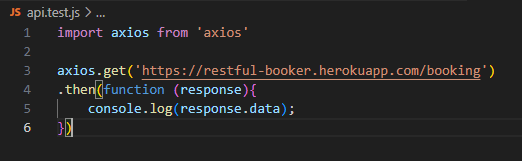 JS api.test.js > ...
1 import axios from 'axios'
2
3 axios.get('https://restful-booker.herokuapp.com/booking')
4 .then(function (response){
5     console.log(response.data);
6 })